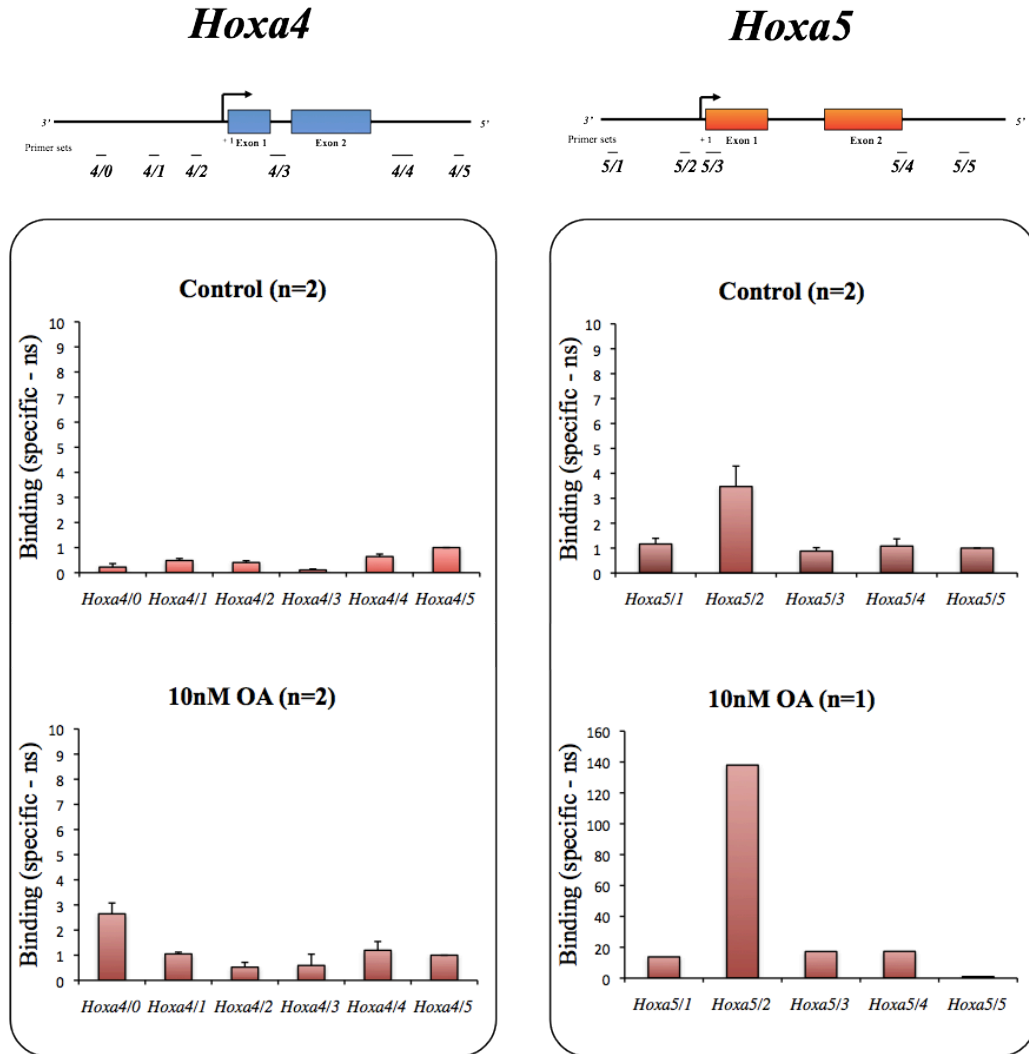 Hoxa4
3' 5'
+1 Exon 1 Exon 2
Primer sets
4/0 4/1 4/2 4/3 4/4 4/5
Control (n=2)
Binding (specific - ns)
10
9
8
7
6
5
4
3
2
1
0
Hoxa4/0 Hoxa4/1 Hoxa4/2 Hoxa4/3 Hoxa4/4 Hoxa4/5
10nM OA (n=2)
Binding (specific - ns)
10
9
8
7
6
5
4
3
2
1
0
Hoxa4/0 Hoxa4/1 Hoxa4/2 Hoxa4/3 Hoxa4/4 Hoxa4/5
Hoxa5
3' 5'
Primer sets +1 Exon 1 Exon 2
5/1 5/2 5/3 5/4 5/5
Control (n=2)
Binding (specific - ns)
10
9
8
7
6
5
4
3
2
1
0
Hoxa5/1 Hoxa5/2 Hoxa5/3 Hoxa5/4 Hoxa5/5
10nM OA (n=1)
Binding (specific - ns)
160
140
120
100
80
60
40
20
0
Hoxa5/1 Hoxa5/2 Hoxa5/3 Hoxa5/4 Hoxa5/5